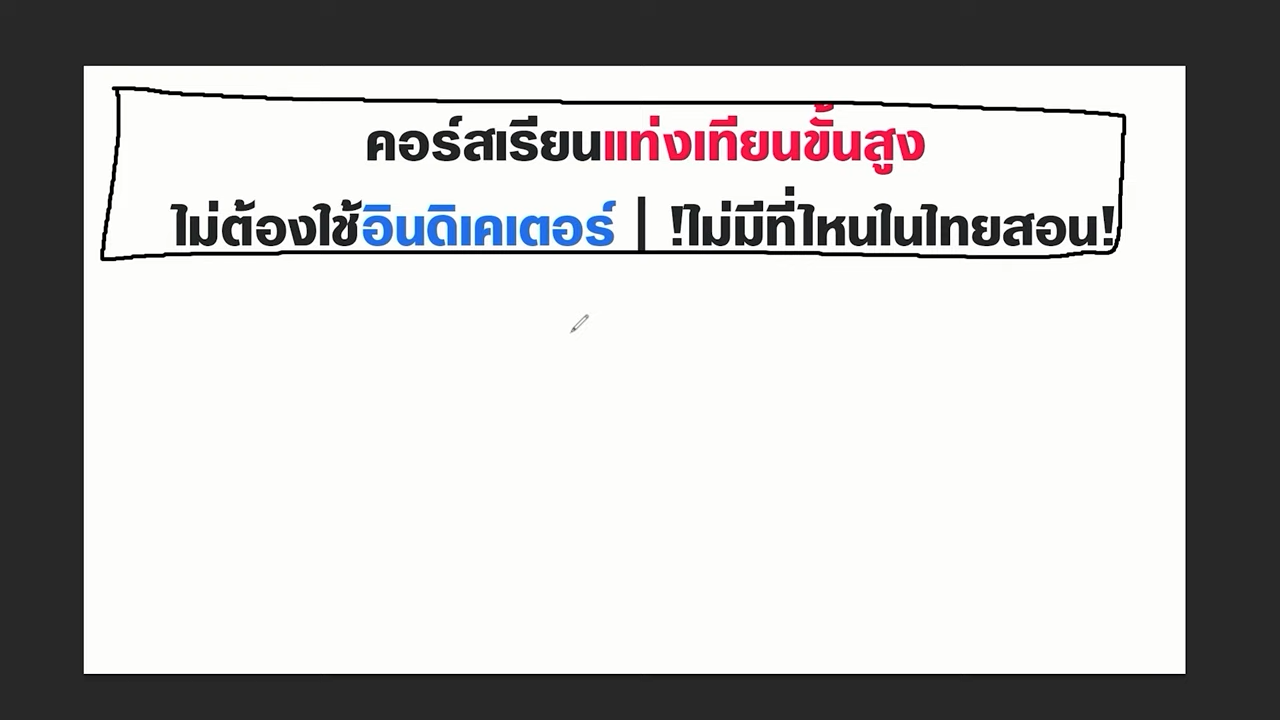 คอร์สเรียนแท่งเทียนขั้นสูง
ไม่ต้องใช้อินดิเคเตอร์ | !ไม่มีที่ไหนในไทยสอน!